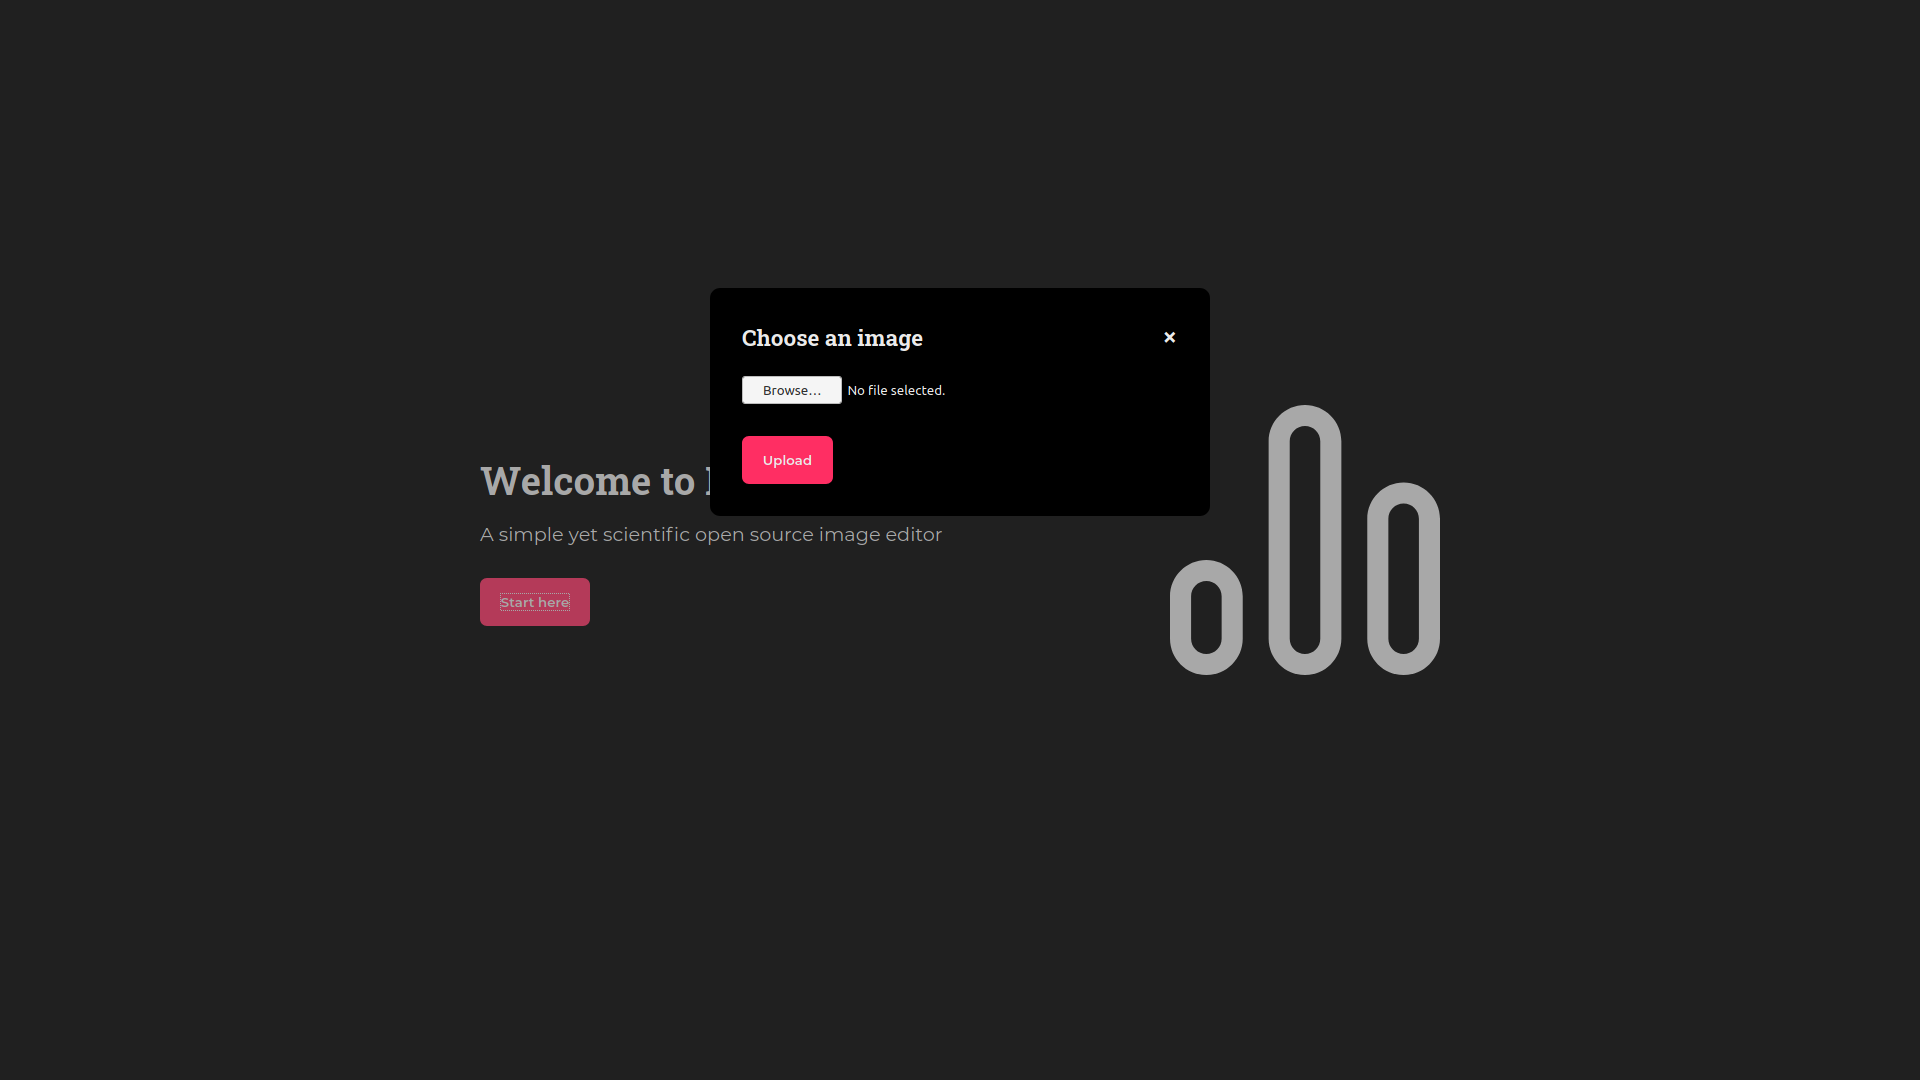 Choose an image
×
Browse... No file selected.
Upload
Welcome to
A simple yet scientific open source image editor
Start here